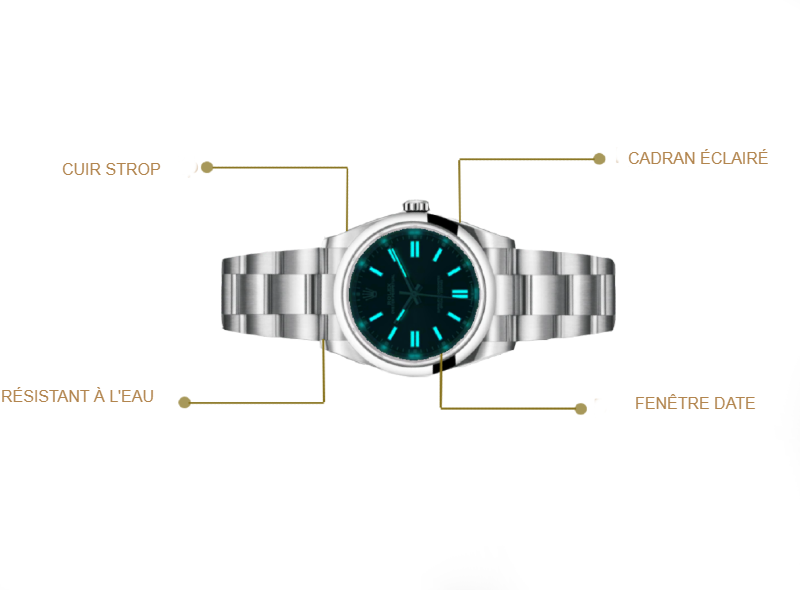 CUIR STROP
CADRAN ÉCLAIRÉ
RÉSISTANT À L'EAU
FENÊTRE DATE